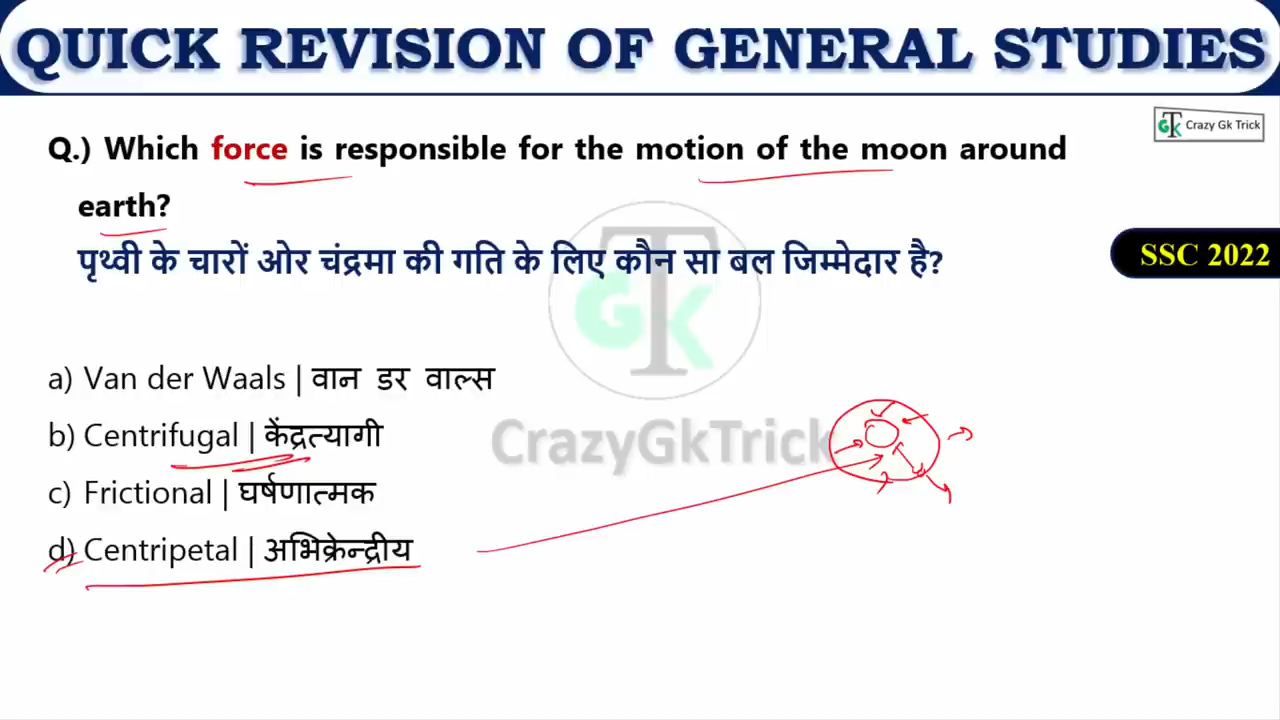 QUICK REVISION OF GENERAL STUDIES
Crazy Gk Trick
Q.) Which force is responsible for the motion of the moon around
earth?
पृथ्वी के चारों ओर चंद्रमा की गति के लिए कौन सा बल जिम्मेदार है?
SSC 2022
a) Van der Waals | वान डर वाल्स
b) Centrifugal | केंद्रत्यागी
CrazyGkTrick
c) Frictional | घर्षणात्मक
d) Centripetal | अभिक्रेन्द्रीय